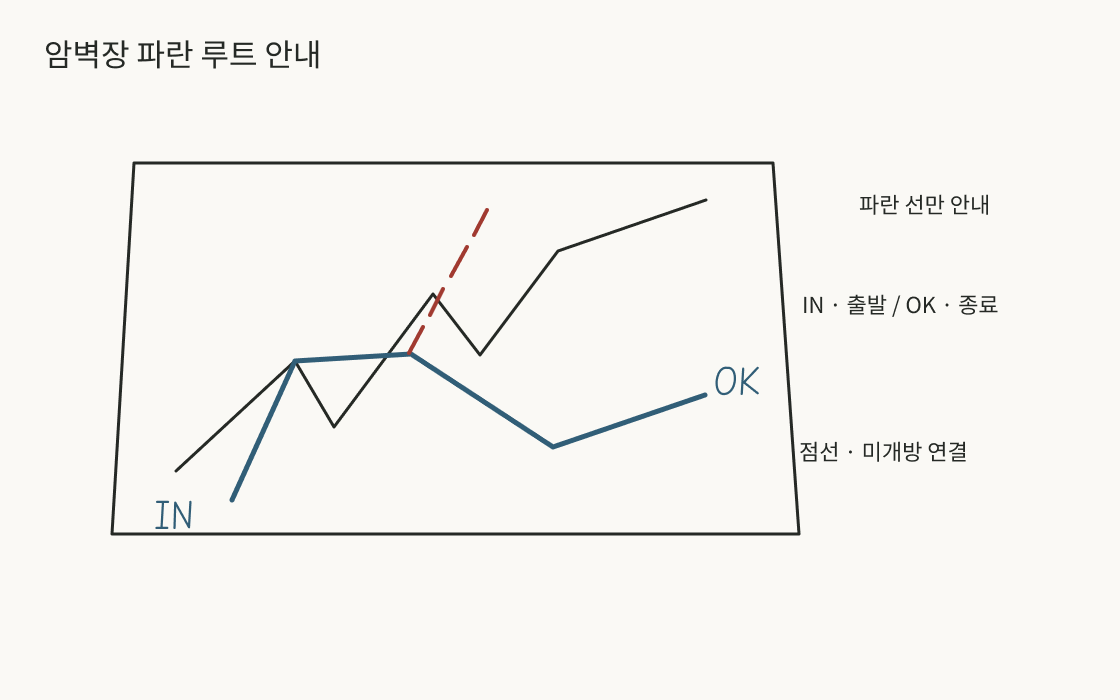 암벽장 파란 루트 안내
파란 선만 안내
IN · 출발 / OK · 종료
OK
점선 · 미개방 연결
IN